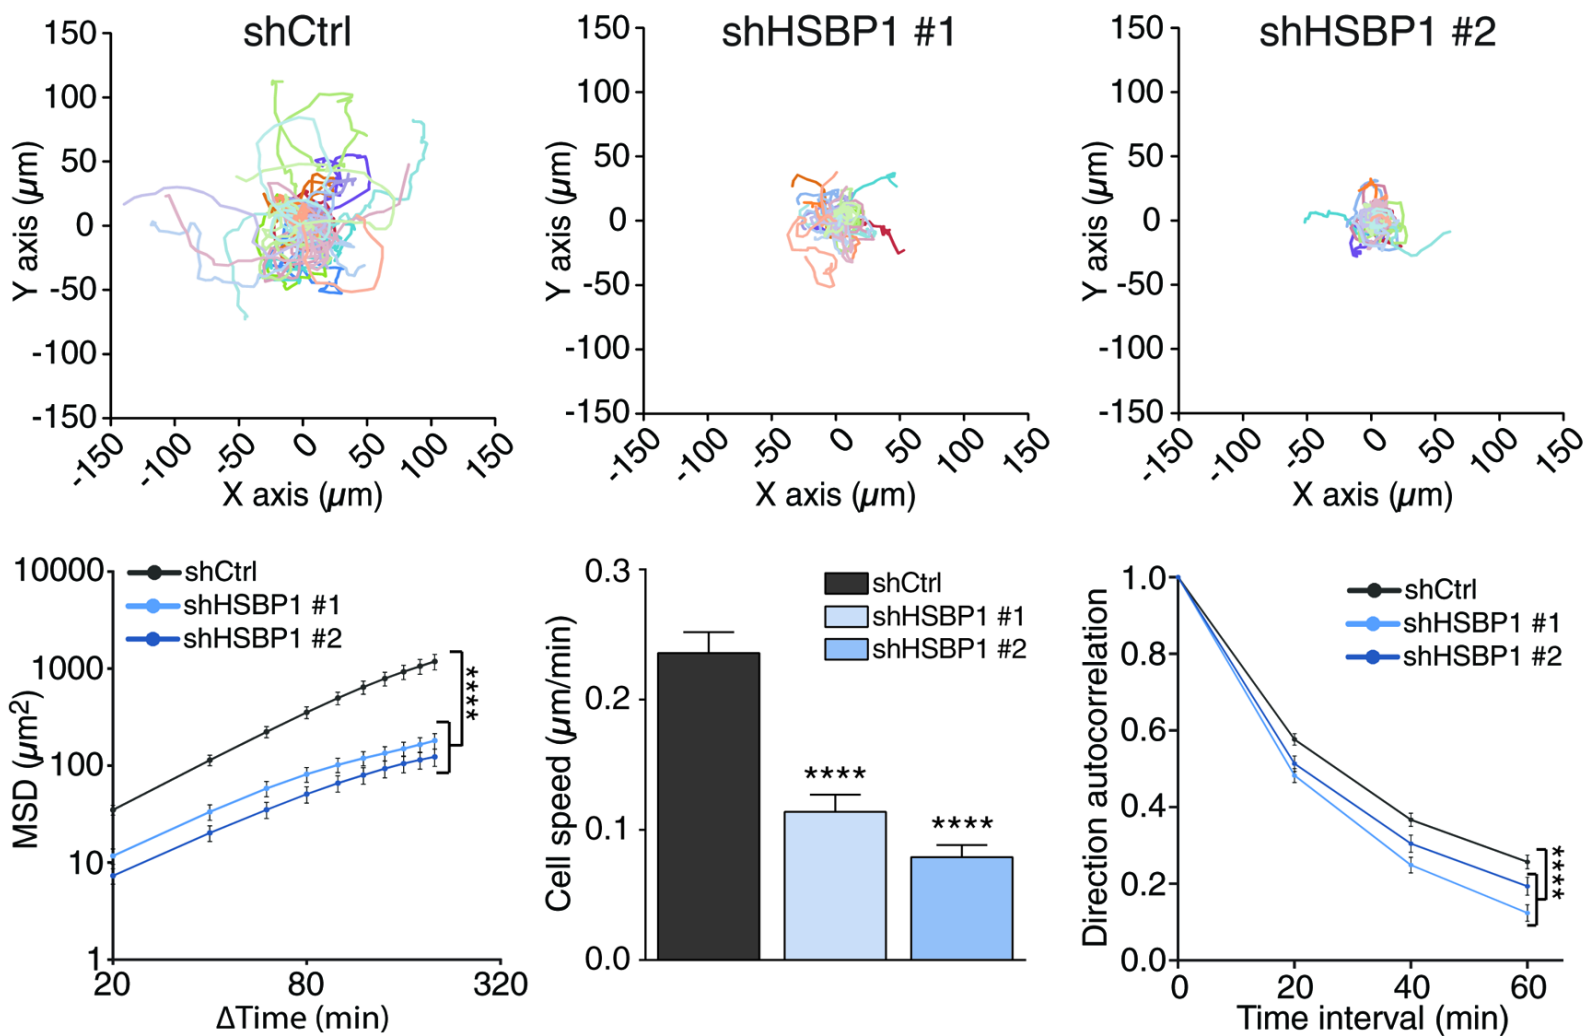 shCtrl
150
100
50
0
-50
-100
-150
Y axis (µm)
-150
-100
-50
0
50
100
150
X axis (µm)
shHSBP1 #1
150
100
50
0
-50
-100
-150
Y axis (µm)
-150
-100
-50
0
50
100
150
X axis (µm)
shHSBP1 #2
150
100
50
0
-50
-100
-150
Y axis (µm)
-150
-100
-50
0
50
100
150
X axis (µm)
10000
1000
100
10
1
MSD (µm²)
shCtrl
shHSBP1 #1
shHSBP1 #2
****
20
80
320
ΔTime (min)
0.3
0.2
0.1
0.0
Cell speed (µm/min)
shCtrl
shHSBP1 #1
shHSBP1 #2
****
****
1.0
0.8
0.6
0.4
0.2
0.0
Direction autocorrelation
shCtrl
shHSBP1 #1
shHSBP1 #2
****
0
20
40
60
Time interval (min)